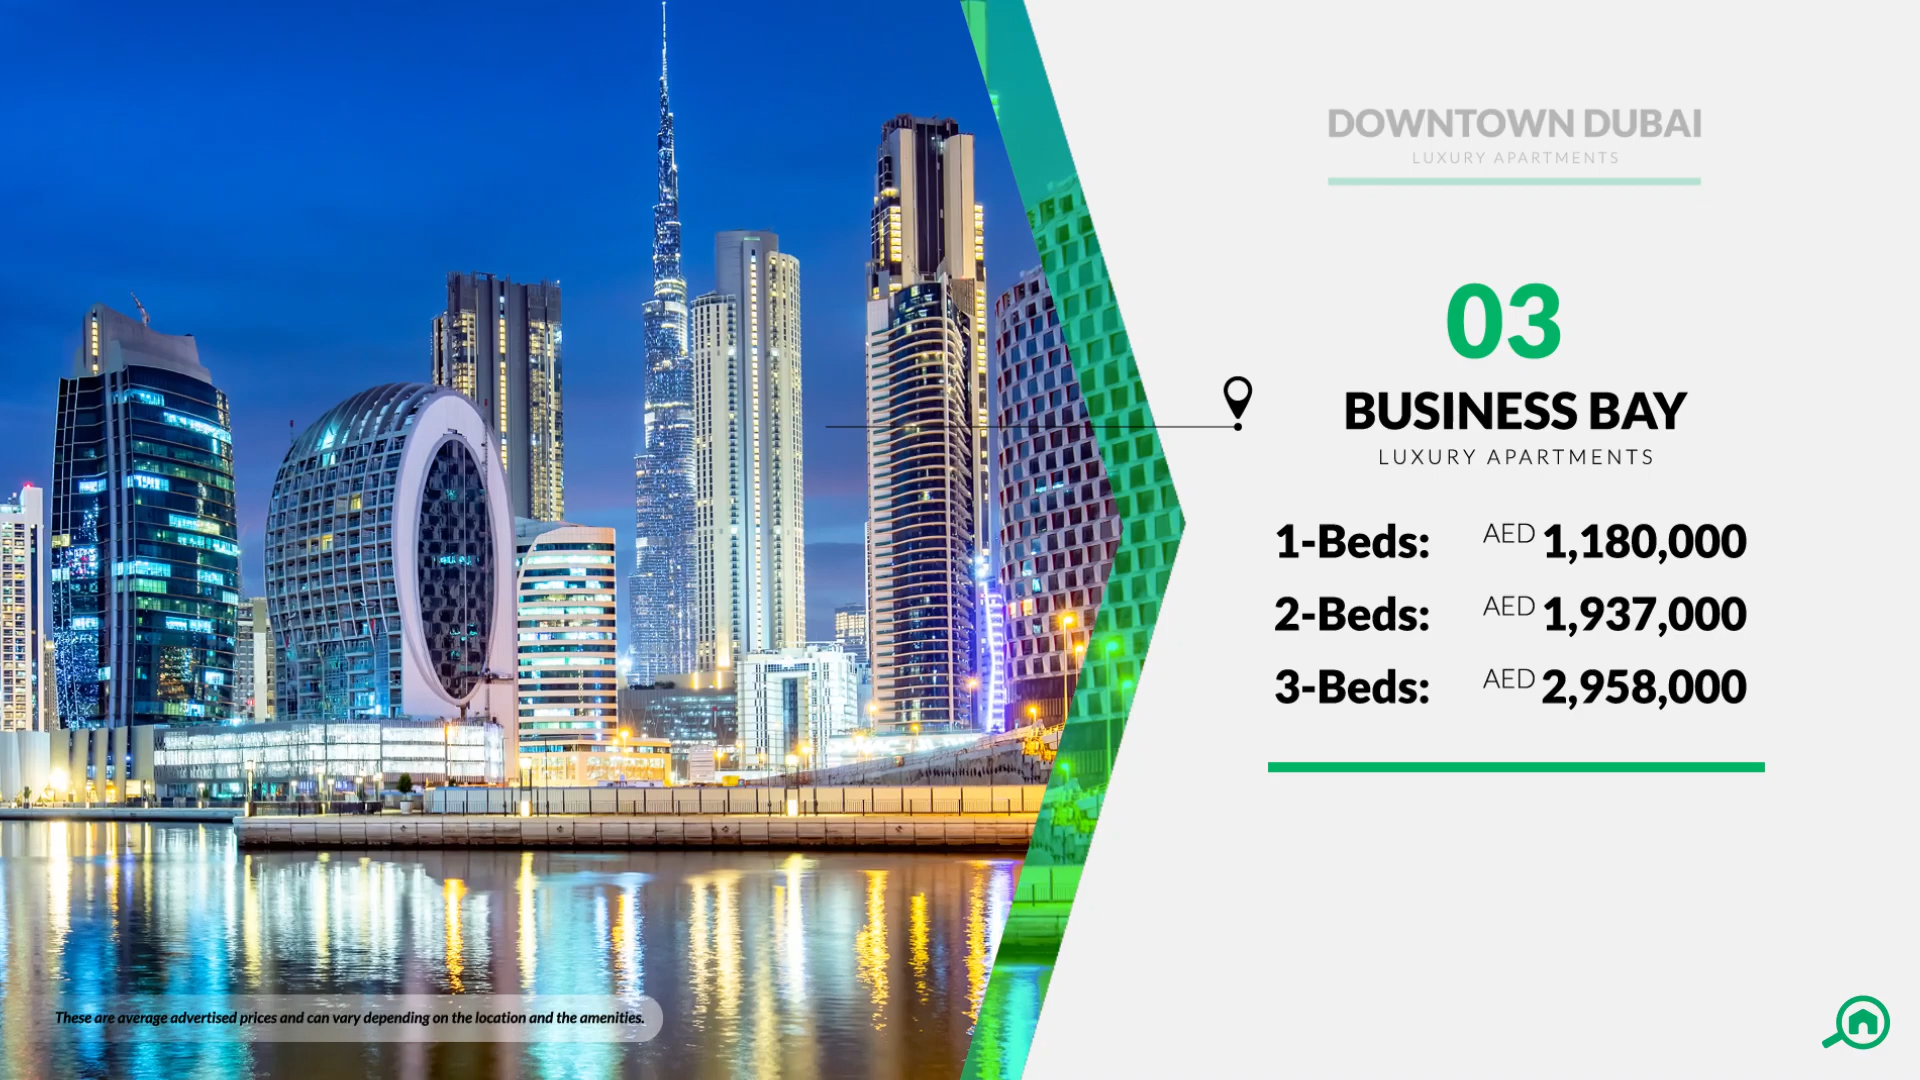 DOWNTOWN DUBAI
LUXURY APARTMENTS
03
BUSINESS BAY
LUXURY APARTMENTS
1-Beds: AED 1,180,000
2-Beds: AED 1,937,000
3-Beds: AED 2,958,000
These are average advertised prices and can vary depending on the location and the amenities.